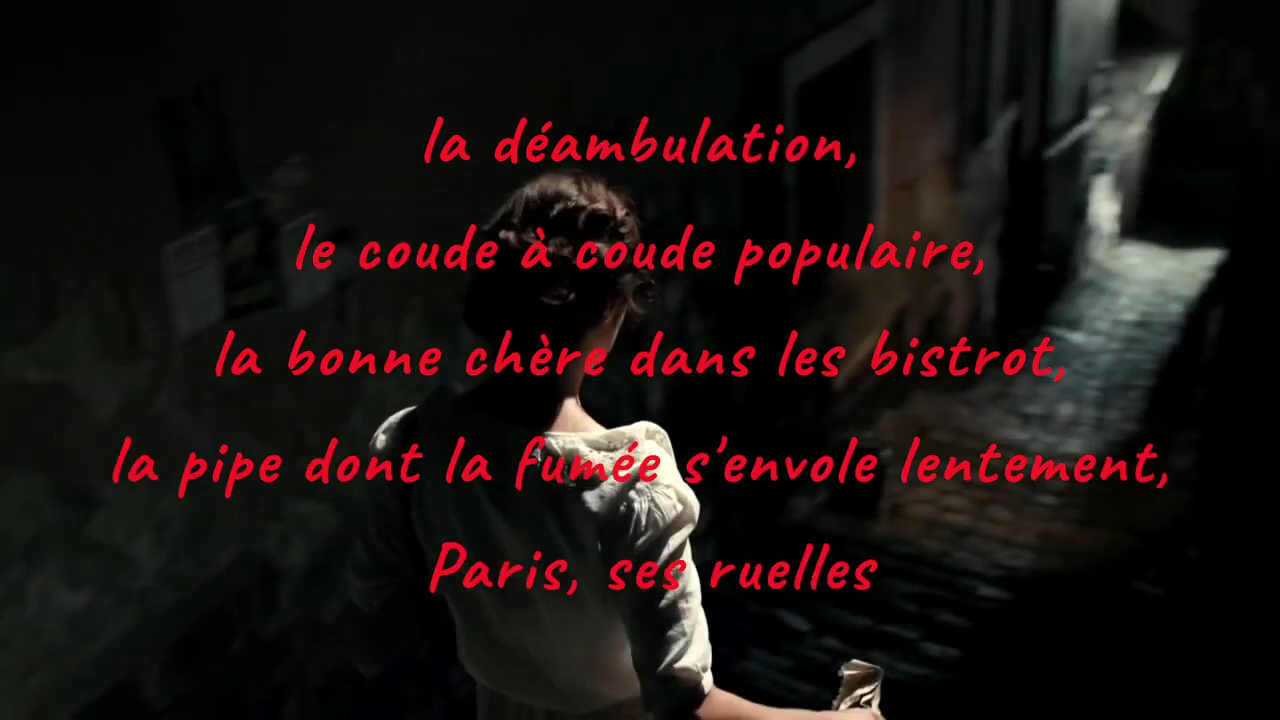 la déambulation,
le coude à coude populaire,
la bonne chère dans les bistrot,
la pipe dont la fumée s'envole lentement,
Paris, ses ruelles